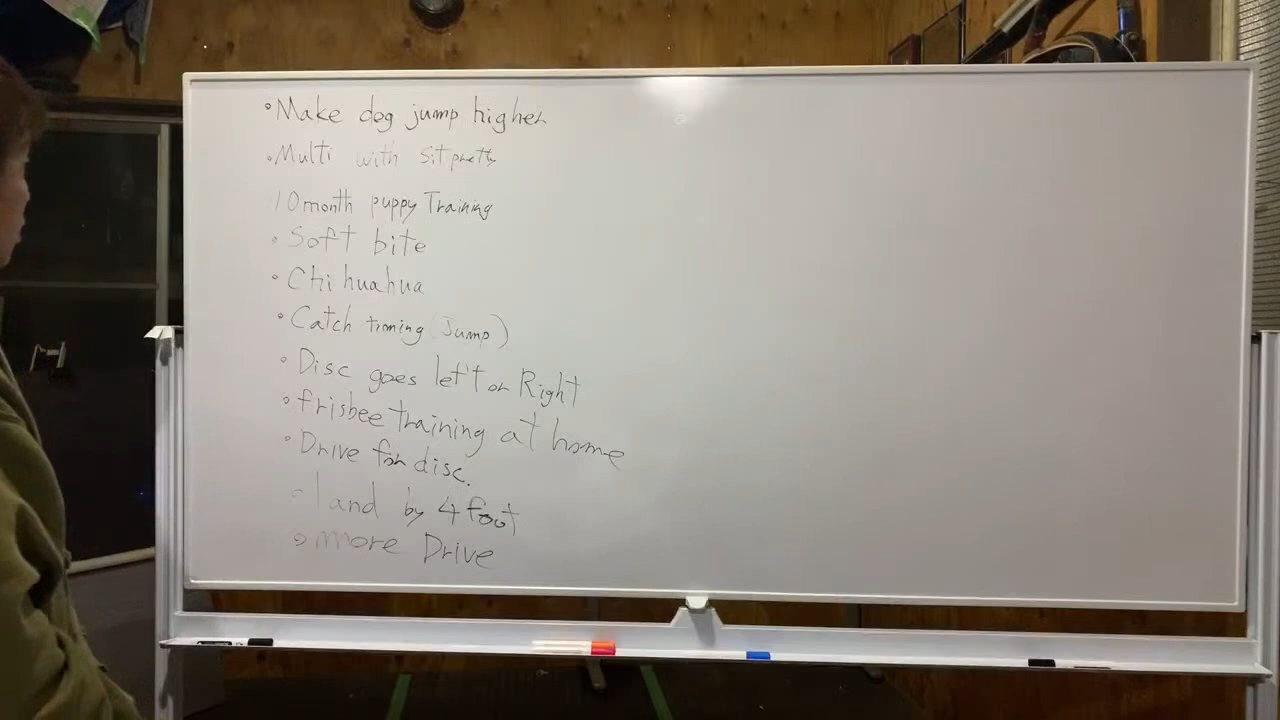 • Make dog jump higher
• Multi with Sit pretty
10 month puppy Training
• Soft bite
• Chihuahua
• Catch timing (Jump)
• Disc goes left or Right
• frisbee training at home
• Drive for disc.
• land by 4 foot
• more Drive